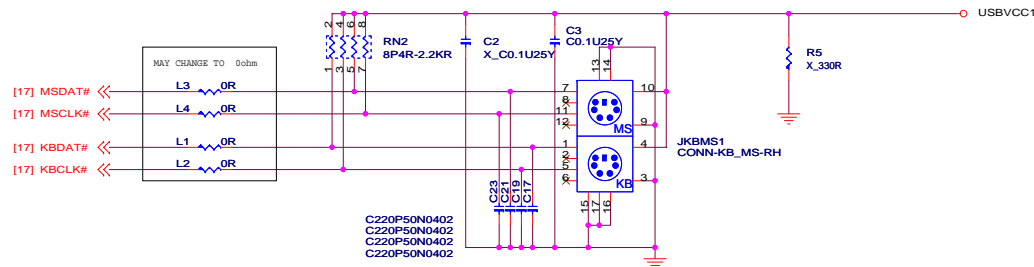 USBVCC1
2 4 6 8
RN2
8P4R-2.2KR
1 3 5 7
C2
X_C0.1U25Y
C3
C0.1U25Y
R5
X_330R
MAY CHANGE TO 0ohm
[17] MSDAT#
L3 0R
[17] MSCLK#
L4 0R
[17] KBDAT#
L1 0R
[17] KBCLK#
L2 0R
13 14
7
8
11
12
10
9
MS
1
2
5
6
4
3
KB
15 17 16
JKBMS1
CONN-KB_MS-RH
C23 C21 C19 C17
C220P50N0402
C220P50N0402
C220P50N0402
C220P50N0402